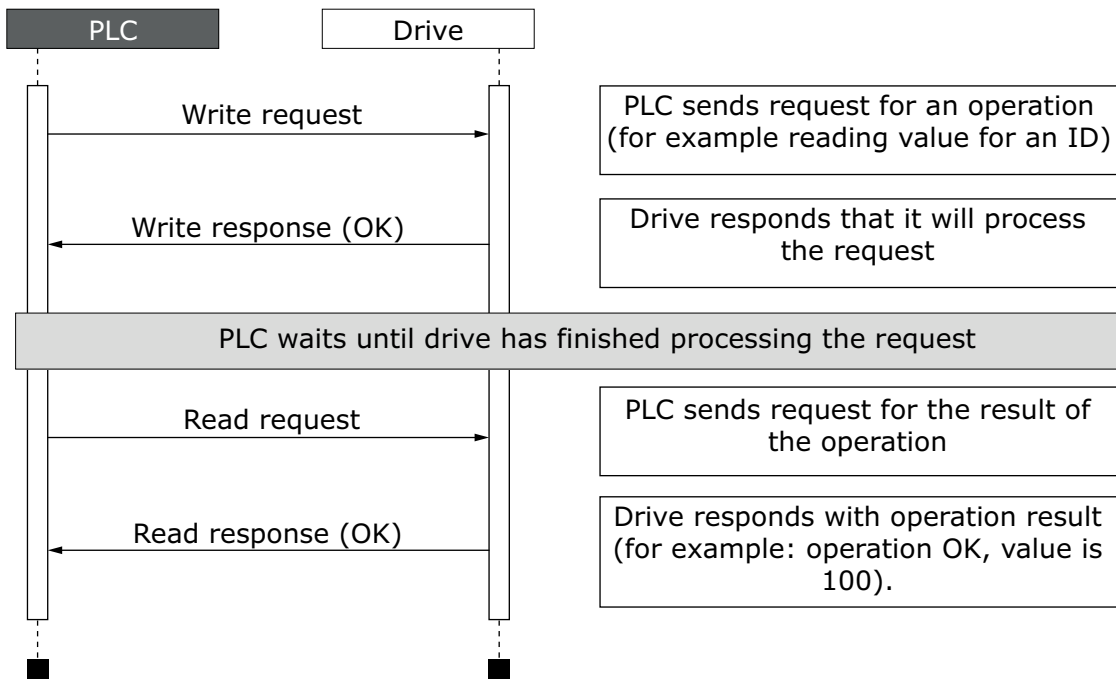 PLC
Drive
Write request
PLC sends request for an operation
(for example reading value for an ID)
Write response (OK)
Drive responds that it will process
the request
PLC waits until drive has finished processing the request
Read request
PLC sends request for the result of
the operation
Read response (OK)
Drive responds with operation result
(for example: operation OK, value is
100).